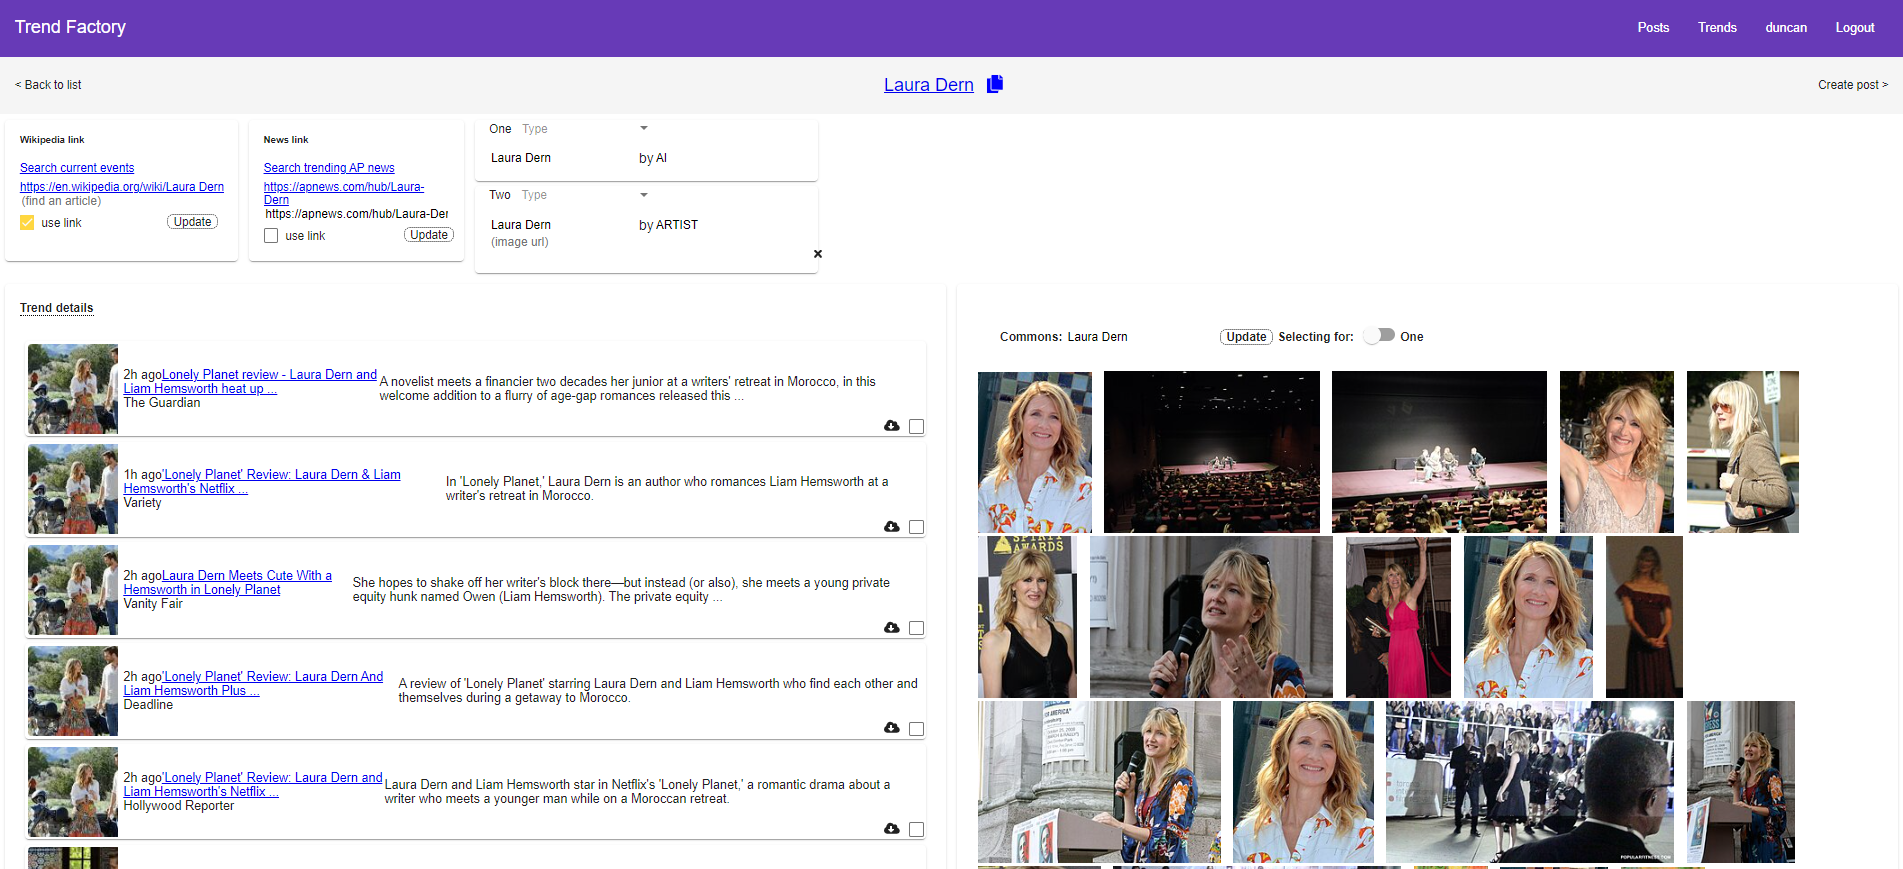 Trend Factory
Posts
Trends
duncan
Logout
< Back to list
Laura Dern
Create post >
Wikipedia link
Search current events
https://en.wikipedia.org/wiki/Laura Dern
(find an article)
use link
Update
News link
Search trending AP news
https://apnews.com/hub/Laura-
Dern
https://apnews.com/hub/Laura-Der
use link
Update
One Type
Laura Dern
by AI
Two Type
Laura Dern
by ARTIST
(image url)
Trend details
2h agoLonely Planet review - Laura Dern and
Liam Hemsworth heat up ...
The Guardian
A novelist meets a financier two decades her junior at a writers' retreat in Morocco, in this
welcome addition to a flurry of age-gap romances released this ...
1h ago'Lonely Planet' Review: Laura Dern & Liam
Hemsworth's Netflix ...
Variety
In 'Lonely Planet,' Laura Dern is an author who romances Liam Hemsworth at a
writer's retreat in Morocco.
2h agoLaura Dern Meets Cute With a
Hemsworth in Lonely Planet
Vanity Fair
She hopes to shake off her writer's block there—but instead (or also), she meets a young private
equity hunk named Owen (Liam Hemsworth). The private equity ...
2h ago'Lonely Planet' Review: Laura Dern And
Liam Hemsworth Plus ...
Deadline
A review of 'Lonely Planet' starring Laura Dern and Liam Hemsworth who find each other and
themselves during a getaway to Morocco.
2h ago'Lonely Planet' Review: Laura Dern and
Liam Hemsworth's Netflix ...
Hollywood Reporter
Laura Dern and Liam Hemsworth star in Netflix's 'Lonely Planet,' a romantic drama about a
writer who meets a younger man while on a Moroccan retreat.
Commons: Laura Dern
Update
Selecting for:
One
SPIRIT
AWARDS
POPULARFITNESS.COM